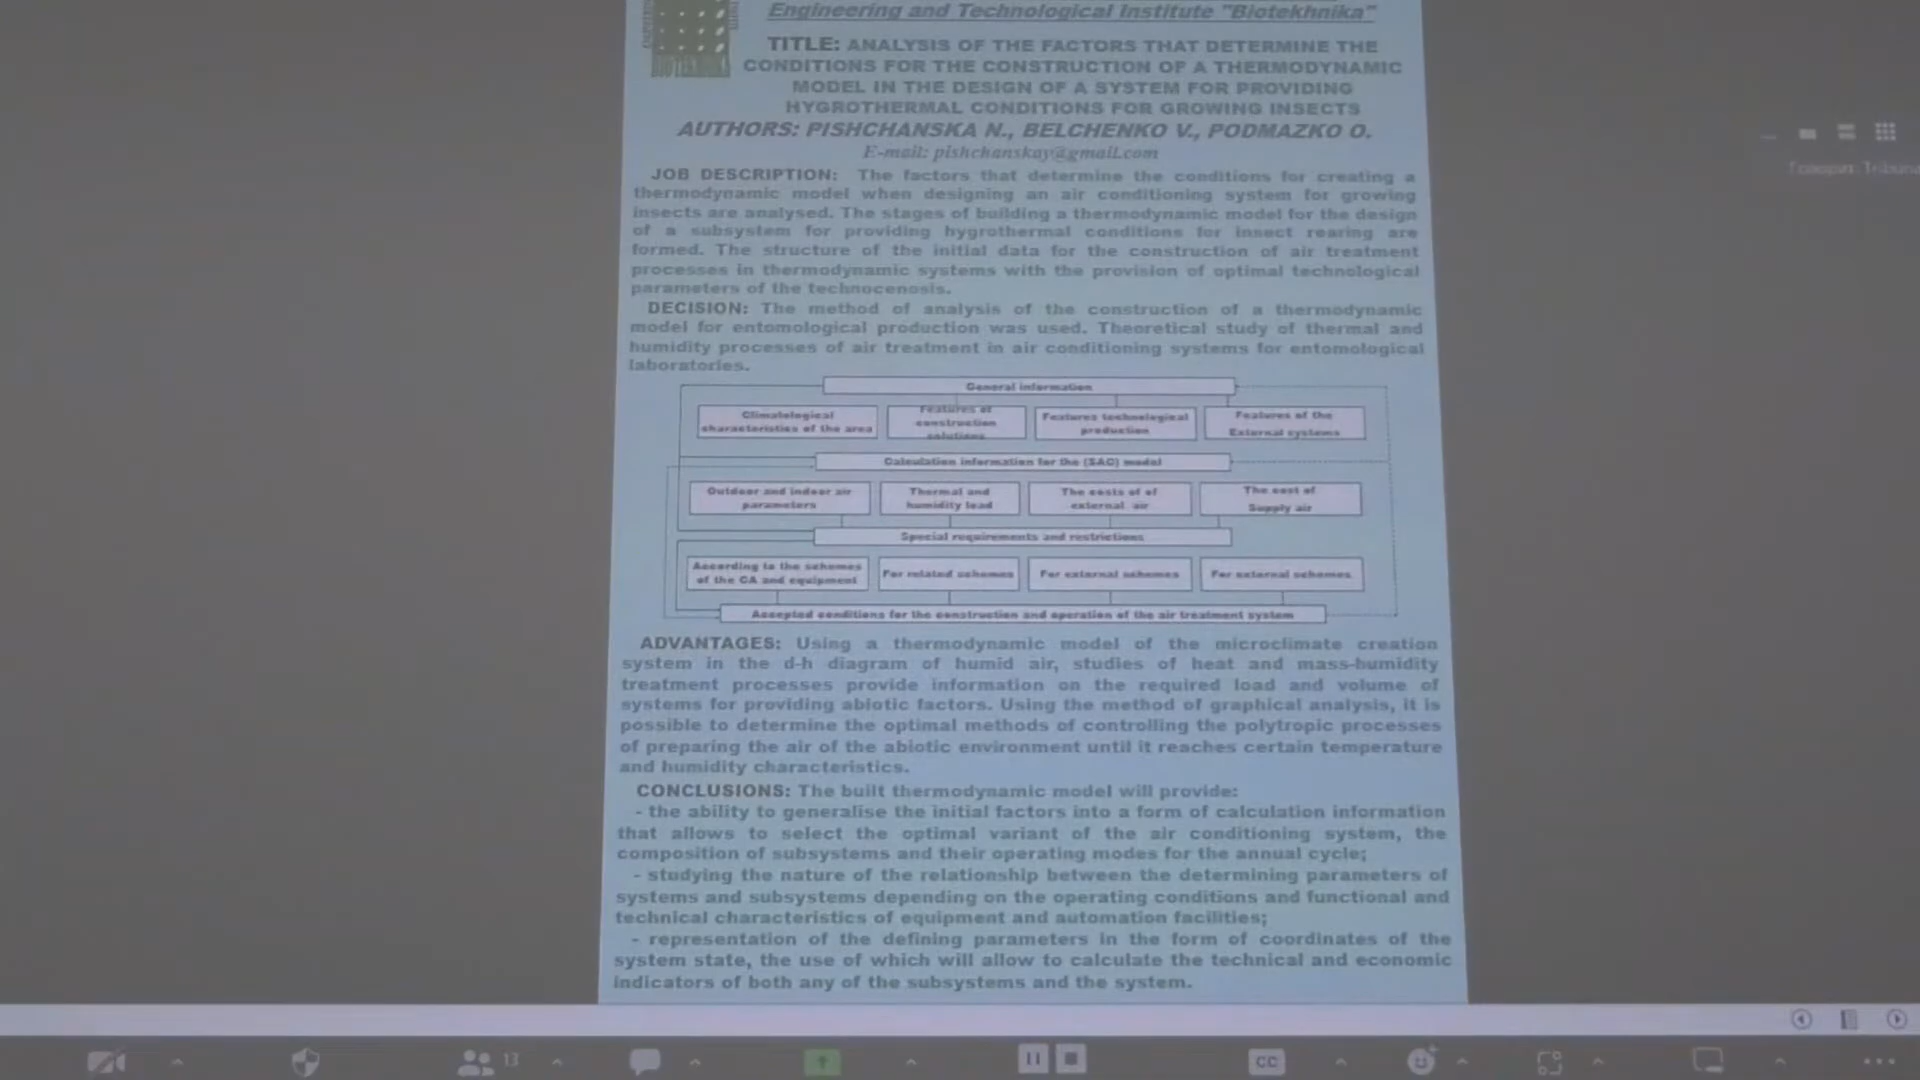 Engineering and Technological Institute "Biotekhnika"
BIOTEKHNIKA
TITLE: ANALYSIS OF THE FACTORS THAT DETERMINE THE
CONDITIONS FOR THE CONSTRUCTION OF A THERMODYNAMIC
MODEL IN THE DESIGN OF A SYSTEM FOR PROVIDING
HYGROTHERMAL CONDITIONS FOR GROWING INSECTS
AUTHORS: PISHCHANSKA N., BELCHENKO V., PODMAZKO O.
E-mail: pishchanskay@gmail.com
JOB DESCRIPTION: The factors that determine the conditions for creating a
thermodynamic model when designing an air conditioning system for growing
insects are analysed. The stages of building a thermodynamic model for the design
of a subsystem for providing hygrothermal conditions for insect rearing are
formed. The structure of the initial data for the construction of air treatment
processes in thermodynamic systems with the provision of optimal technological
parameters of the technocenosis.
DECISION: The method of analysis of the construction of a thermodynamic
model for entomological production was used. Theoretical study of thermal and
humidity processes of air treatment in air conditioning systems for entomological
laboratories.
General information
Climatological
characteristics of the area
Features of
construction
solutions
Features technological
production
Features of the
External systems
Calculation information for the (SAC) model
Outdoor and indoor air
parameters
Thermal and
humidity load
The costs of of
external air
The cost of
Supply air
Special requirements and restrictions
According to the schemes
of the CA and equipment
For related schemes
For external schemes
For external schemes
Accepted conditions for the construction and operation of the air treatment system
ADVANTAGES: Using a thermodynamic model of the microclimate creation
system in the d-h diagram of humid air, studies of heat and mass-humidity
treatment processes provide information on the required load and volume of
systems for providing abiotic factors. Using the method of graphical analysis, it is
possible to determine the optimal methods of controlling the polytropic processes
of preparing the air of the abiotic environment until it reaches certain temperature
and humidity characteristics.
CONCLUSIONS: The built thermodynamic model will provide:
- the ability to generalise the initial factors into a form of calculation information
that allows to select the optimal variant of the air conditioning system, the
composition of subsystems and their operating modes for the annual cycle;
- studying the nature of the relationship between the determining parameters of
systems and subsystems depending on the operating conditions and functional and
technical characteristics of equipment and automation facilities;
- representation of the defining parameters in the form of coordinates of the
system state, the use of which will allow to calculate the technical and economic
indicators of both any of the subsystems and the system.
13
CC